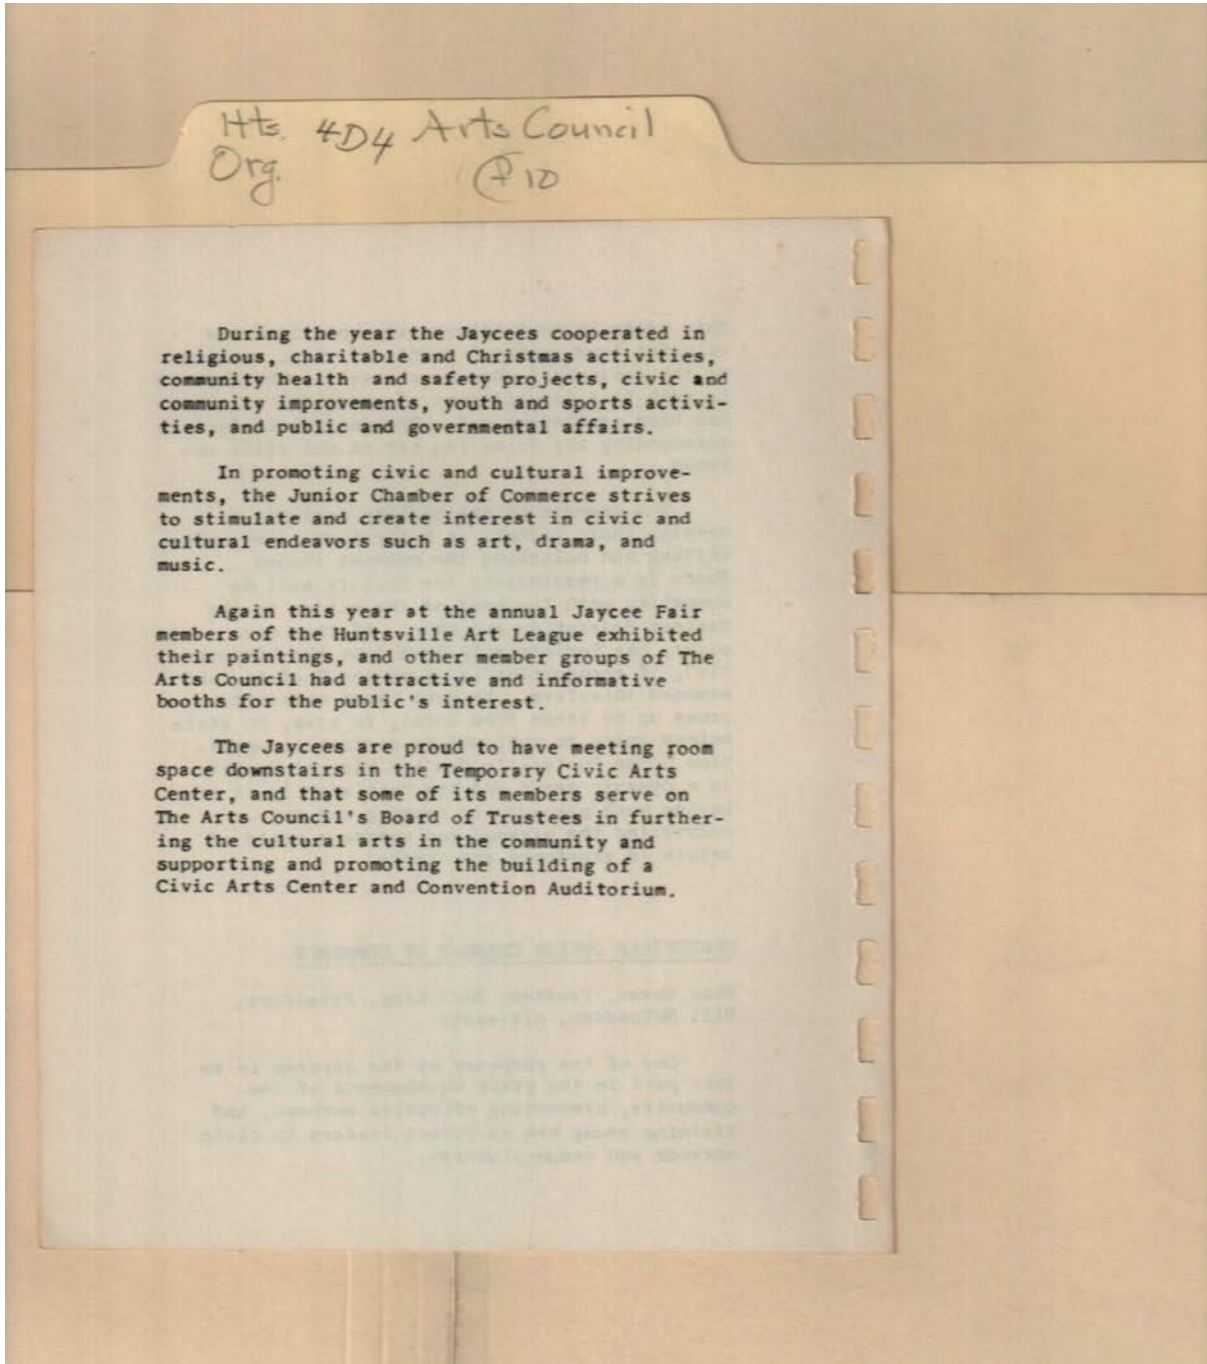 Hts. 4D4 Arts Council
Org. 10
During the year the Jaycees cooperated in
religious, charitable and Christmas activities,
community health and safety projects, civic and
community improvements, youth and sports activi-
ties, and public and governmental affairs.
In promoting civic and cultural improve-
ments, the Junior Chamber of Commerce strives
to stimulate and create interest in civic and
cultural endeavors such as art, drama, and
music.
Again this year at the annual Jaycee Fair
members of the Huntsville Art League exhibited
their paintings, and other member groups of The
Arts Council had attractive and informative
booths for the public's interest.
The Jaycees are proud to have meeting room
space downstairs in the Temporary Civic Arts
Center, and that some of its members serve on
The Arts Council's Board of Trustees in further-
ing the cultural arts in the community and
supporting and promoting the building of a
Civic Arts Center and Convention Auditorium.